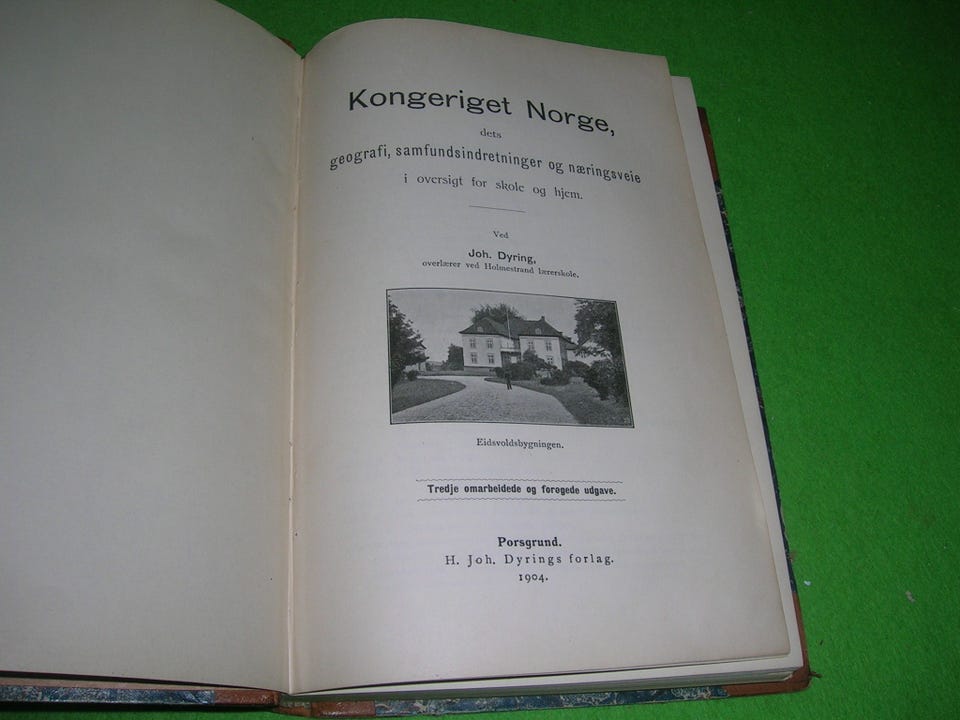 Kongeriget Norge,
dets
geografi, samfundsindretninger og næringsveie
i oversigt for skole og hjem.
Ved
Joh. Dyring,
overlærer ved Holmestrand lærerskole.
Eidsvoldsbygningen.
Tredje omarbeidede og forøgede udgave.
Porsgrund.
H. Joh. Dyrings forlag.
1904.